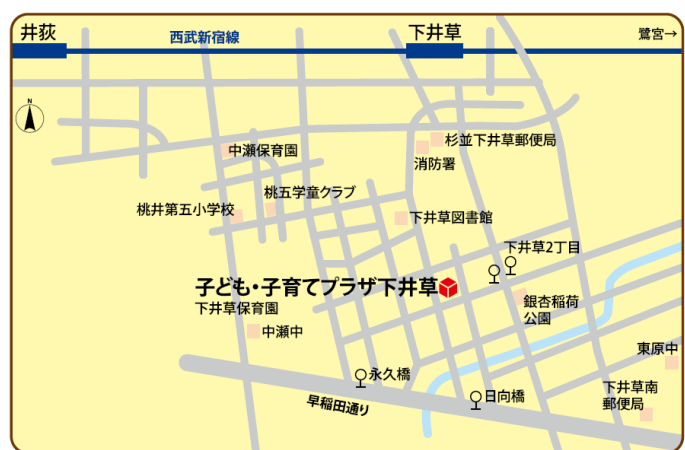 井荻
西武新宿線
下井草
鷺宮→
N
杉並下井草郵便局
中瀬保育園
消防署
桃五学童クラブ
桃井第五小学校
下井草図書館
下井草2丁目
子ども・子育てプラザ下井草
下井草保育園
銀杏稲荷
公園
中瀬中
東原中
永久橋
下井草南
郵便局
日向橋
早稲田通り